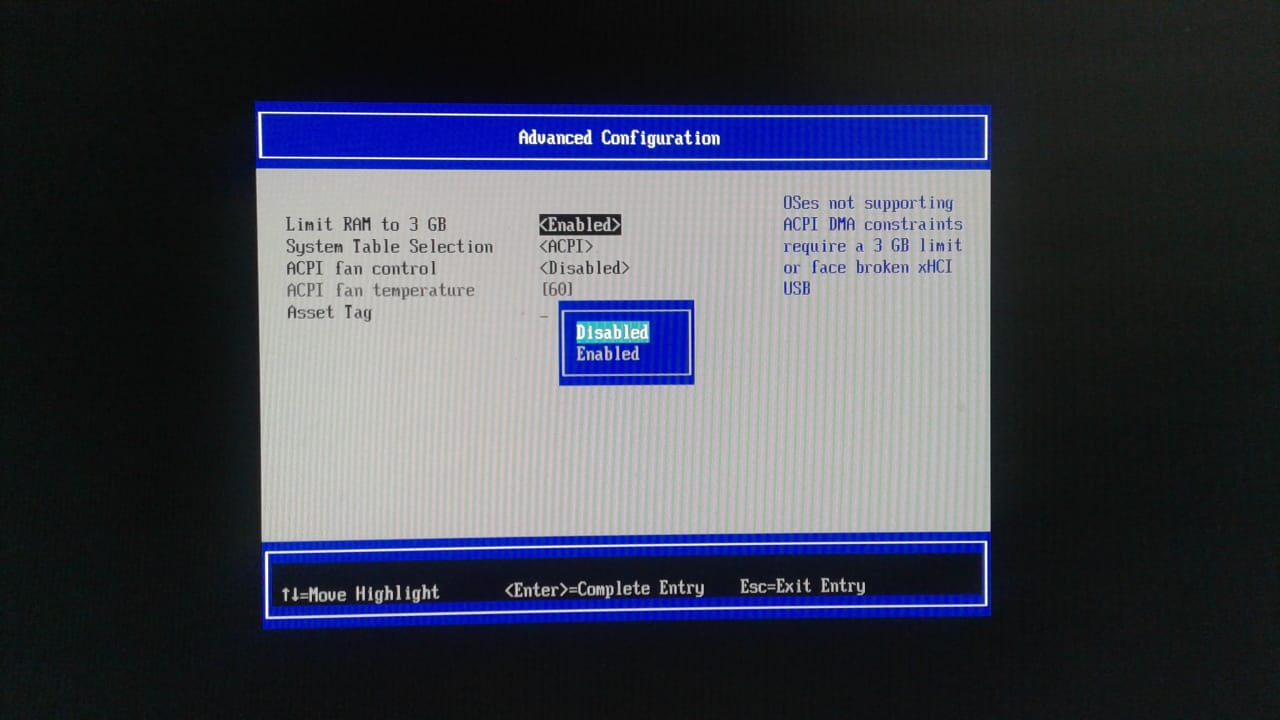 Advanced Configuration
Limit RAM to 3 GB <Enabled>
System Table Selection <ACPI>
ACPI fan control <Disabled>
ACPI fan temperature [60]
Asset Tag _
Disabled
Enabled
OSes not supporting
ACPI DMA constraints
require a 3 GB limit
or face broken xHCI
USB
↑↓=Move Highlight <Enter>=Complete Entry Esc=Exit Entry